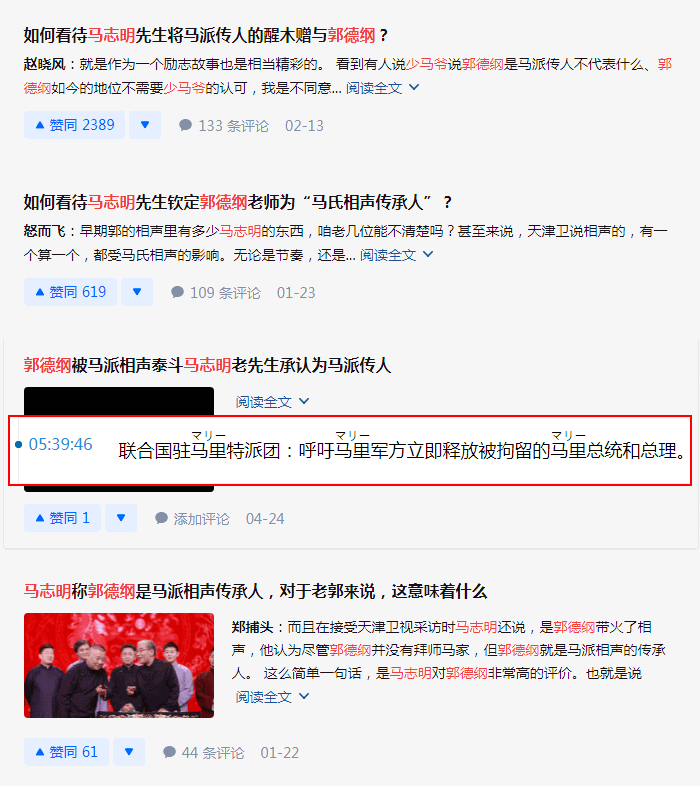 如何看待马志明先生将马派传人的醒木赠与郭德纲？
赵晓风：就是作为一个励志故事也是相当精彩的。 看到有人说少马爷说郭德纲是马派传人不代表什么、郭
德纲如今的地位不需要少马爷的认可，我是不同意... 阅读全文
赞同 2389
133 条评论
02-13
如何看待马志明先生钦定郭德纲老师为“马氏相声传承人”？
怒而飞：早期郭的相声里有多少马志明的东西，咱老几位能不清楚吗？甚至来说，天津卫说相声的，有一
个算一个，都受马氏相声的影响。无论是节奏，还是... 阅读全文
赞同 619
109 条评论
01-23
郭德纲被马派相声泰斗马志明老先生承认为马派传人
阅读全文
マリー マリー マリー
05:39:46 联合国驻马里特派团：呼吁马里军方立即释放被拘留的马里总统和总理。
赞同 1
添加评论
04-24
马志明称郭德纲是马派相声传承人，对于老郭来说，这意味着什么
郑捕头：而且在接受天津卫视采访时马志明还说，是郭德纲带火了相
声，他认为尽管郭德纲并没有拜师马家，但郭德纲就是马派相声的传承
人。 这么简单一句话，是马志明对郭德纲非常高的评价。也就是说
阅读全文
赞同 61
44 条评论
01-22